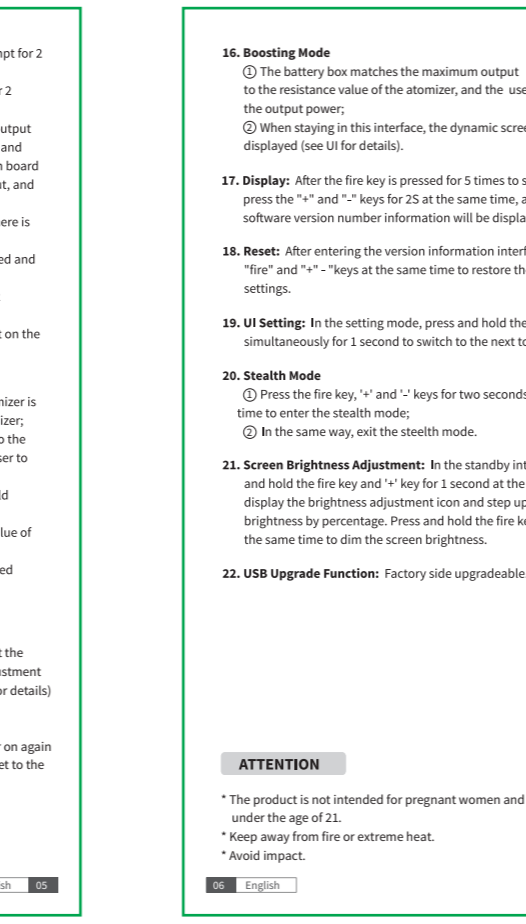 pt for 2
r 2
utput
and
n board
t, and
ere is
ed and
t on the
nizer is
izer;
o the
ser to
d
lue of
ed
t the
ustment
or details)
r on again
et to the
sh 05
16. Boosting Mode
① The battery box matches the maximum output
to the resistance value of the atomizer, and the use
the output power;
② When staying in this interface, the dynamic scree
displayed (see UI for details).
17. Display: After the fire key is pressed for 5 times to s
press the "+" and "-" keys for 2S at the same time, a
software version number information will be displa
18. Reset: After entering the version information interf
"fire" and "+" - "keys at the same time to restore the
settings.
19. UI Setting: In the setting mode, press and hold the
simultaneously for 1 second to switch to the next to
20. Stealth Mode
① Press the fire key, '+' and '-' keys for two seconds
time to enter the stealth mode;
② In the same way, exit the steelth mode.
21. Screen Brightness Adjustment: In the standby int
and hold the fire key and '+' key for 1 second at the
display the brightness adjustment icon and step up
brightness by percentage. Press and hold the fire ke
the same time to dim the screen brightness.
22. USB Upgrade Function: Factory side upgradeable
ATTENTION
* The product is not intended for pregnant women and
under the age of 21.
* Keep away from fire or extreme heat.
* Avoid impact.
06 English